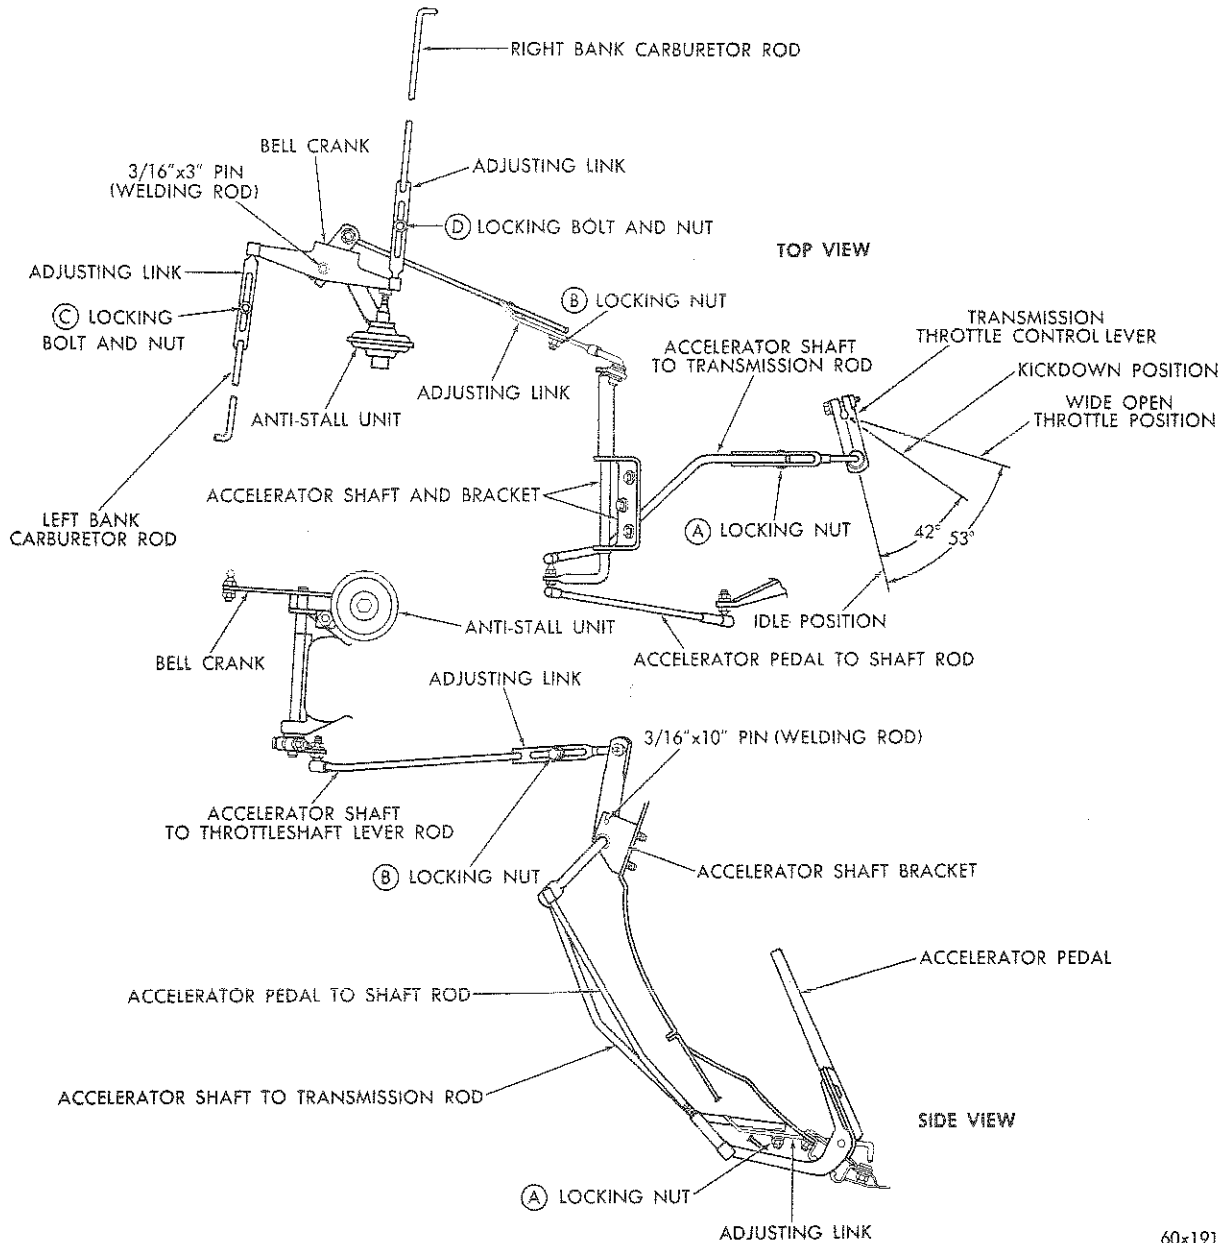 RIGHT BANK CARBURETOR ROD
BELL CRANK
ADJUSTING LINK
3/16"x3" PIN
(WELDING ROD)
D LOCKING BOLT AND NUT
TOP VIEW
ADJUSTING LINK
B LOCKING NUT
C LOCKING
BOLT AND NUT
TRANSMISSION
THROTTLE CONTROL LEVER
ACCELERATOR SHAFT
TO TRANSMISSION ROD
KICKDOWN POSITION
ADJUSTING LINK
WIDE OPEN
THROTTLE POSITION
ANTI-STALL UNIT
ACCELERATOR SHAFT AND BRACKET
LEFT BANK
CARBURETOR ROD
A LOCKING NUT
42°
53°
ANTI-STALL UNIT
IDLE POSITION
BELL CRANK
ACCELERATOR PEDAL TO SHAFT ROD
ADJUSTING LINK
3/16"x10" PIN (WELDING ROD)
ACCELERATOR SHAFT
TO THROTTLESHAFT LEVER ROD
B LOCKING NUT
ACCELERATOR SHAFT BRACKET
ACCELERATOR PEDAL
ACCELERATOR PEDAL TO SHAFT ROD
ACCELERATOR SHAFT TO TRANSMISSION ROD
SIDE VIEW
A LOCKING NUT
ADJUSTING LINK
60x191